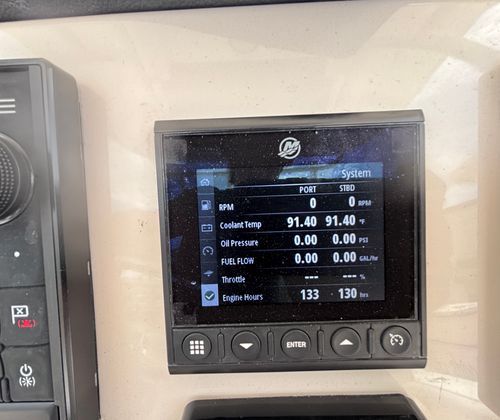 System
PORT STBD
RPM 0 0 RPM
Coolant Temp 91.40 91.40 °F
Oil Pressure 0.00 0.00 PSI
FUEL FLOW 0.00 0.00 GAL/hr
Throttle --- --- %
Engine Hours 133 130 hrs
ENTER